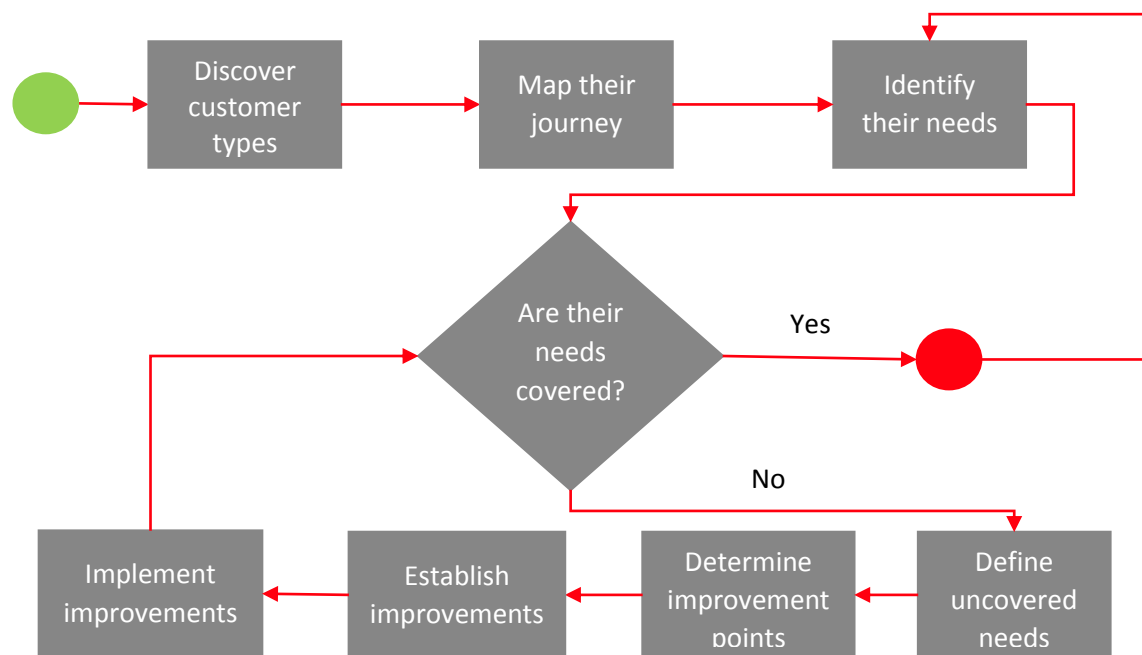 Discover
customer
types
Map their
journey
Identify
their needs
Are their
needs
covered?
Yes
No
Implement
improvements
Establish
improvements
Determine
improvement
points
Define
uncovered
needs